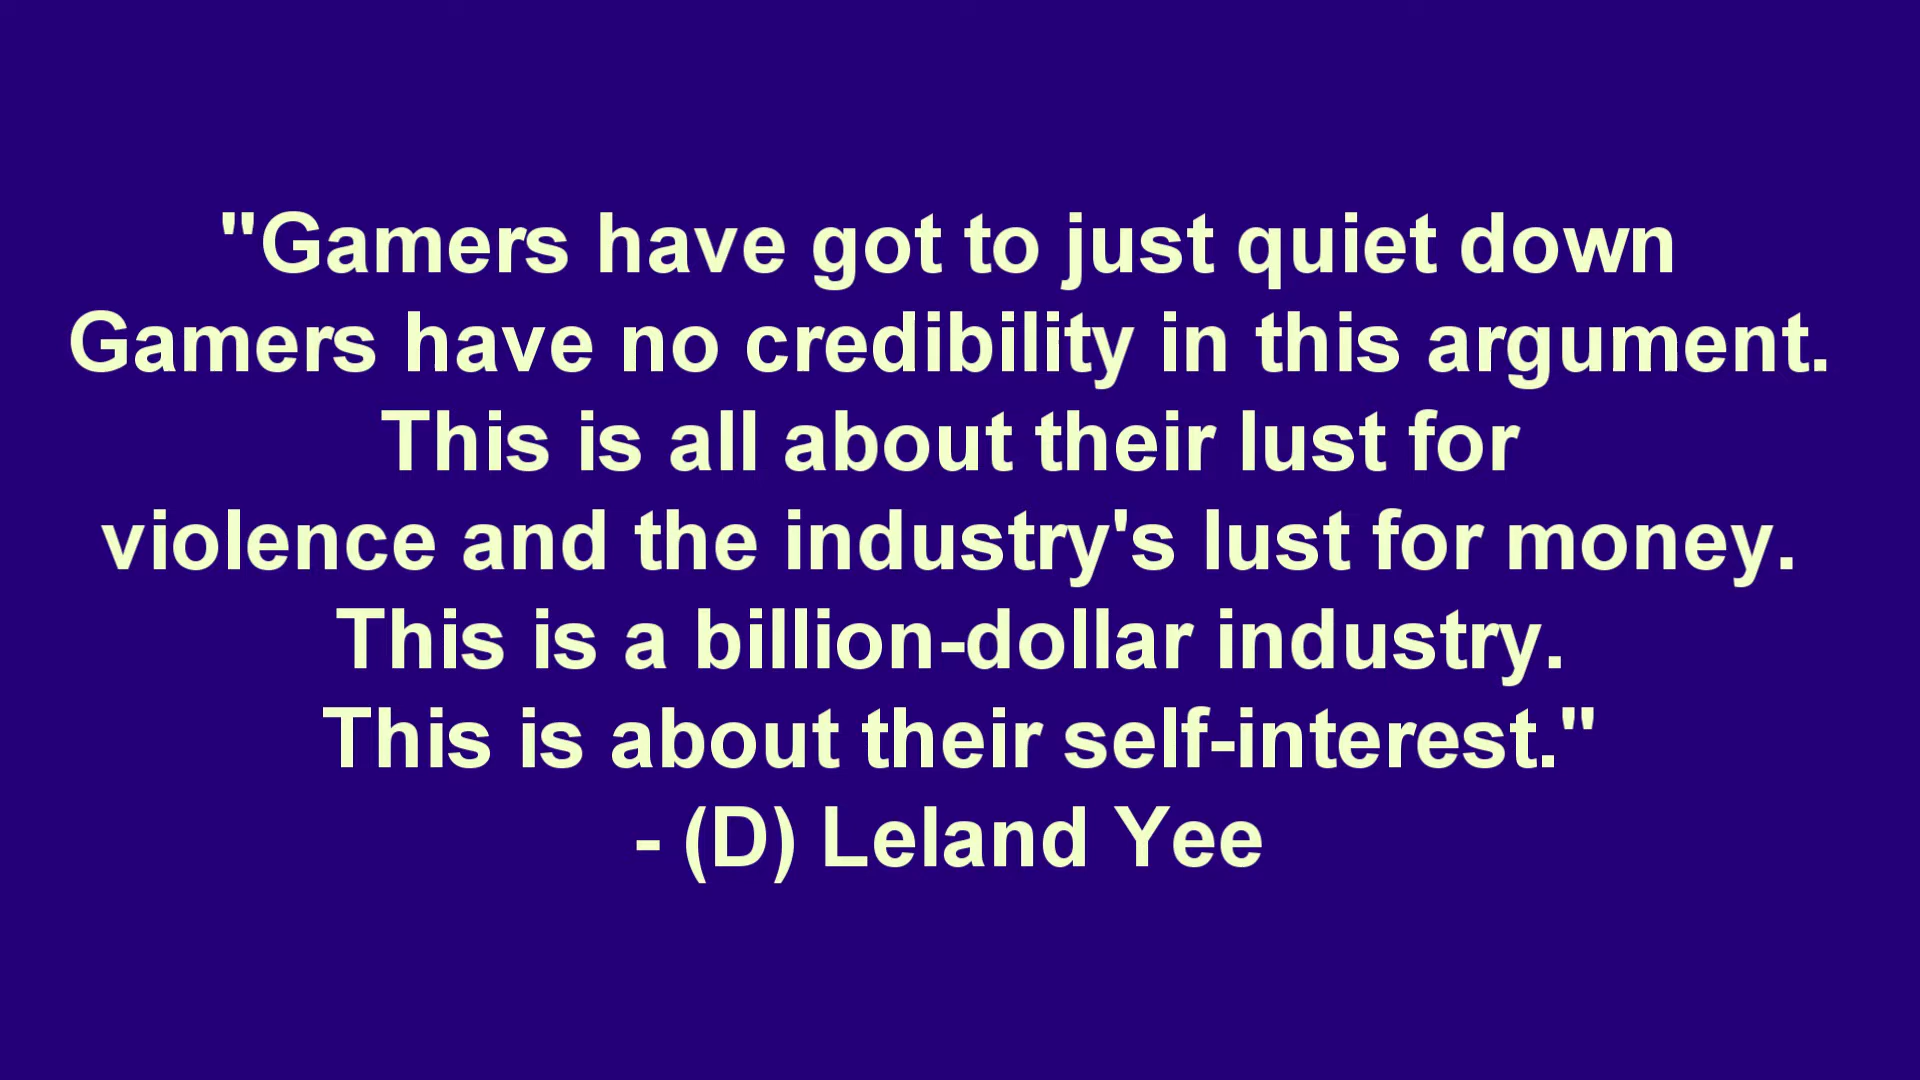 "Gamers have got to just quiet down
Gamers have no credibility in this argument.
This is all about their lust for
violence and the industry's lust for money.
This is a billion-dollar industry.
This is about their self-interest."
- (D) Leland Yee